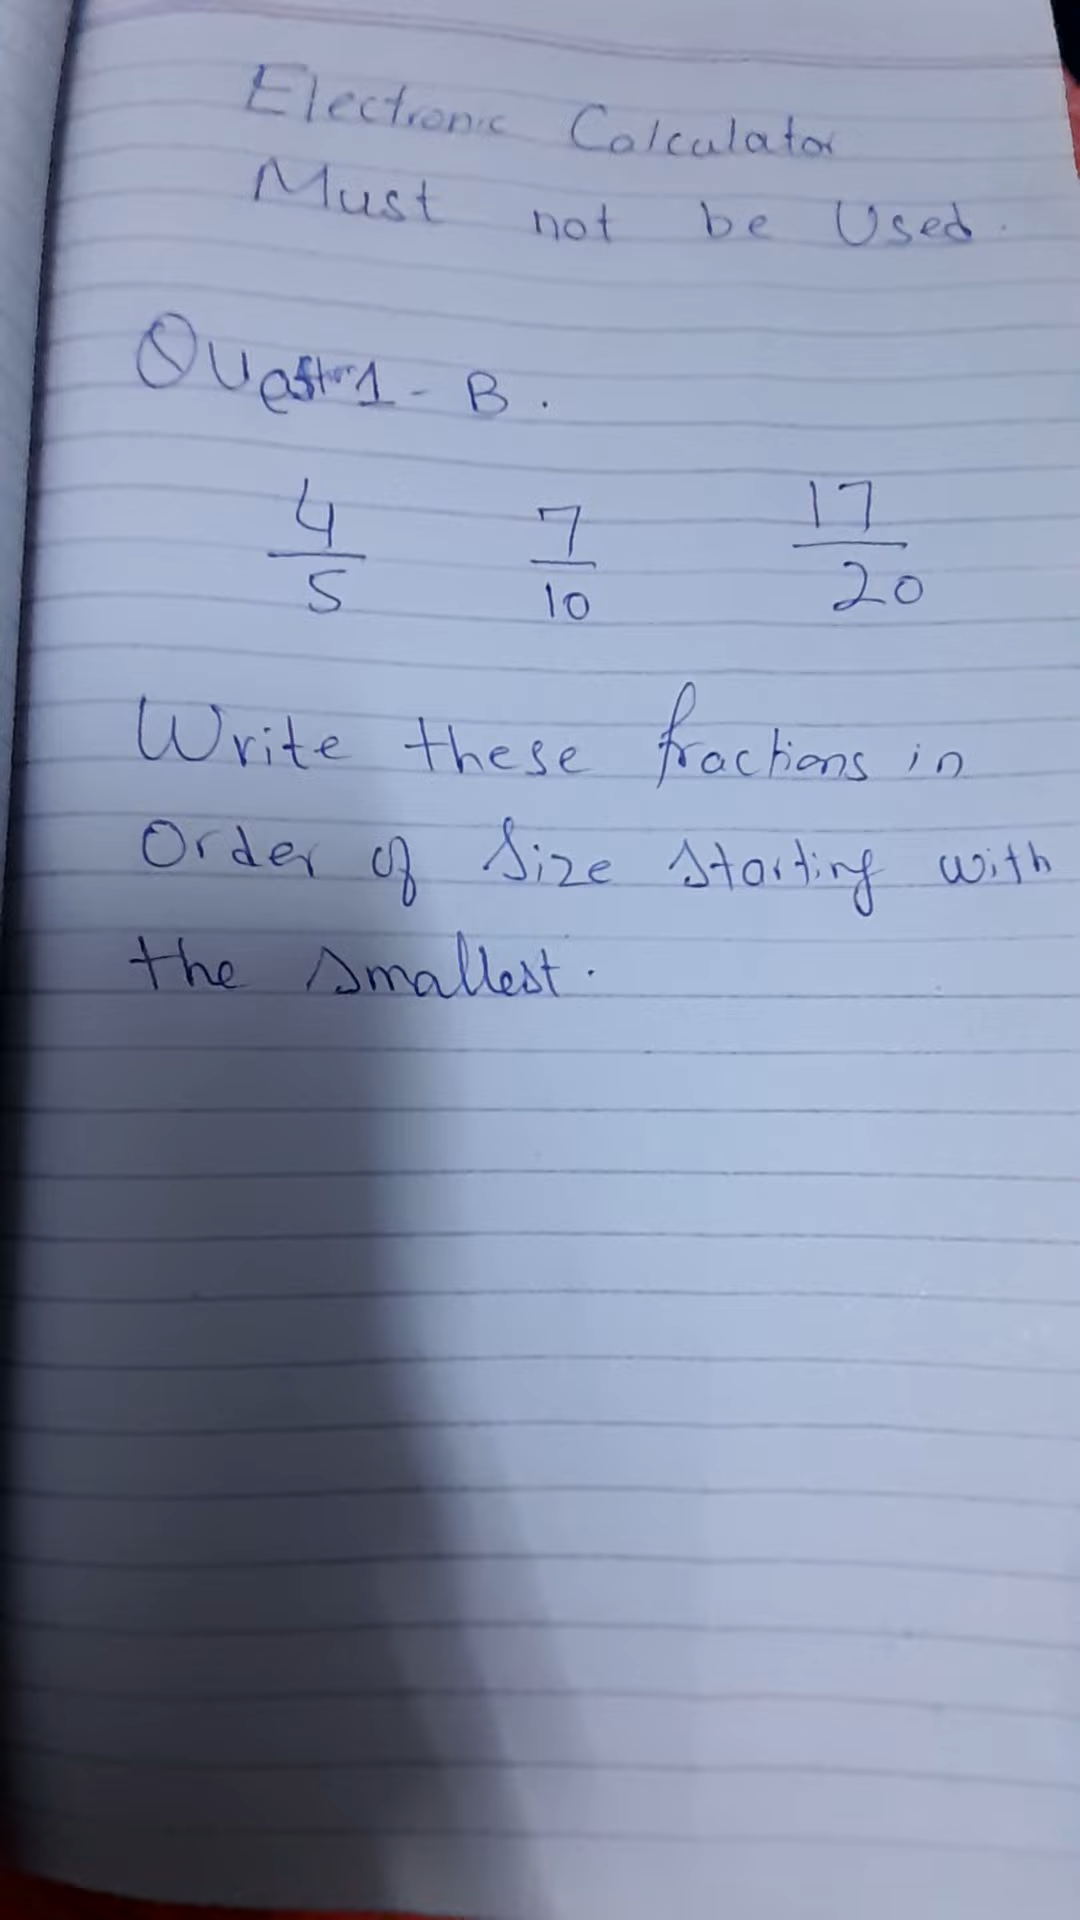 Electronic Calculator
Must not be Used.
Quest-1 - B.
4/5 7/10 17/20
Write these fractions in
Order of Size starting with
the smallest.